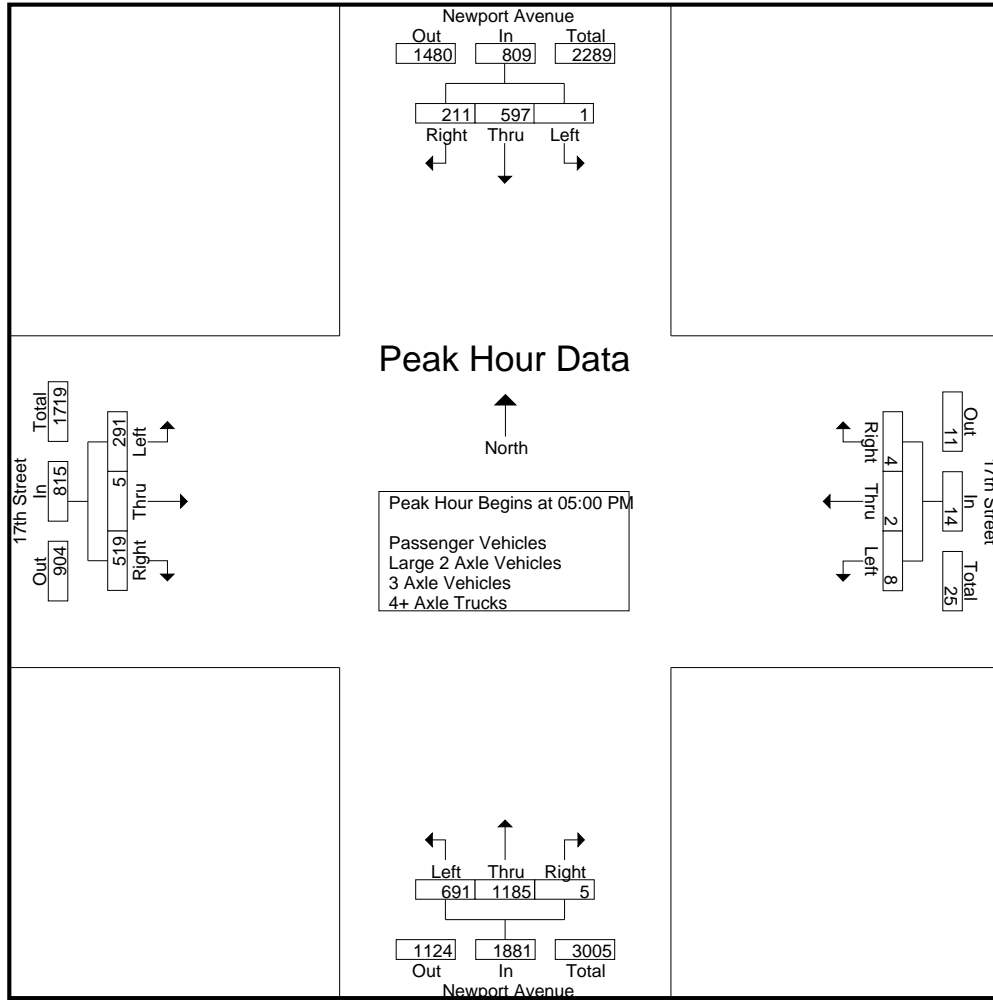 Newport Avenue
Out In Total
1480 809 2289
211 597 1
Right Thru Left
Peak Hour Data
North
Peak Hour Begins at 05:00 PM
Passenger Vehicles
Large 2 Axle Vehicles
3 Axle Vehicles
4+ Axle Trucks
17th Street
Out In Total
904 815 1719
519 5 291
Right Thru Left
17th Street
Out In Total
11 14 25
4 2 8
Right Thru Left
Left Thru Right
691 1185 5
1124 1881 3005
Out In Total
Newport Avenue